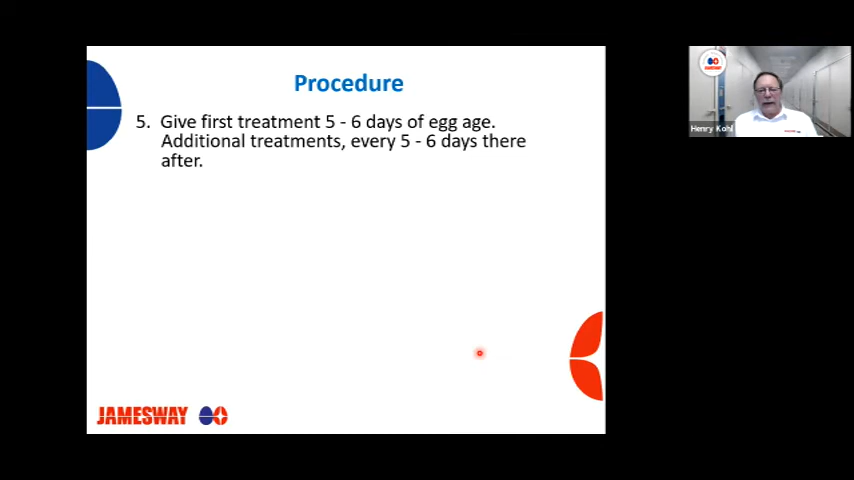 Procedure
5. Give first treatment 5 - 6 days of egg age.
Additional treatments, every 5 - 6 days there
after.
JAMESWAY
JAMESWAY
Henry Kohl